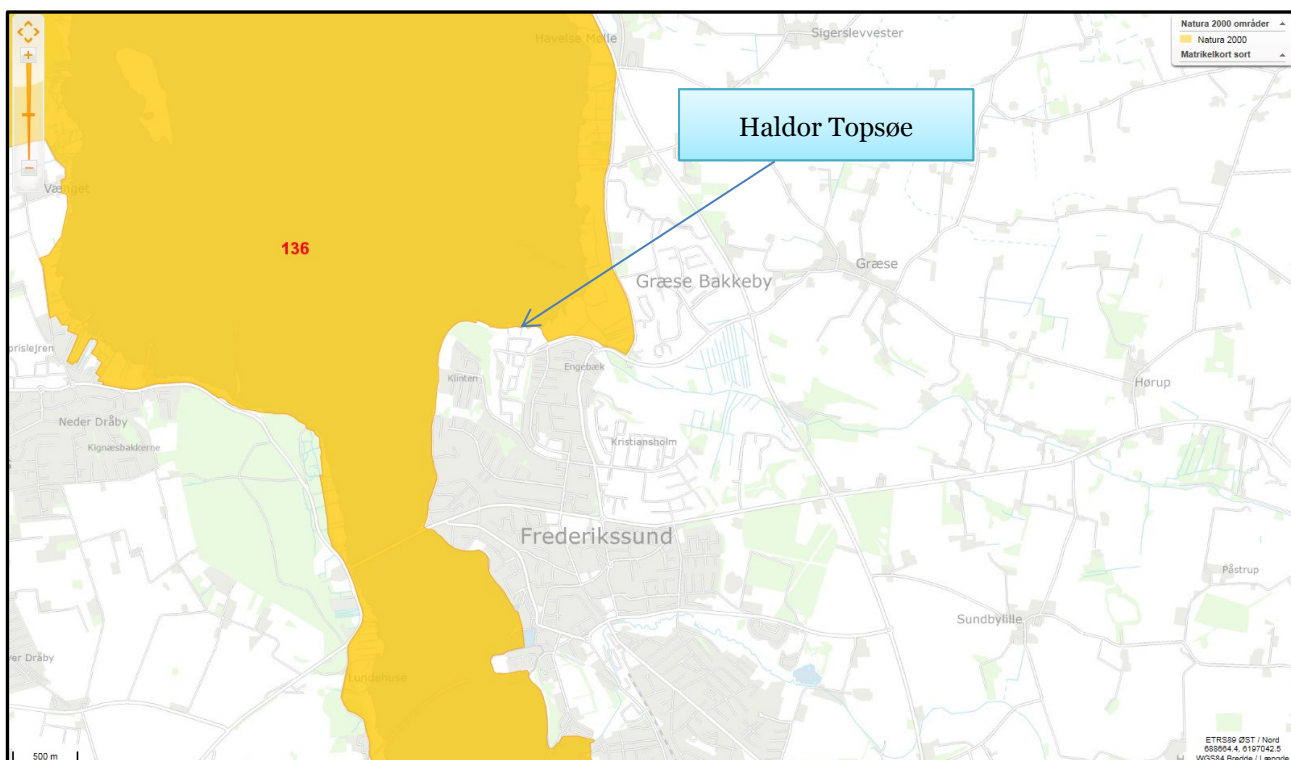 Natura 2000 områder
Natura 2000
Matrikelkort sort
Havelse Mølle
Sigerslevvester
Haldor Topsøe
Vænget
136
Græse
Græse Bakkeby
prislejren
Engebæk
Klinten
Hørup
Neder Dråby
Kignæsbakkerne
Kristiansholm
Frederikssund
Påstrup
Sundbylille
ver Dråby
Lundehuse
500 m
ETRS89 ØST / Nord
688664.4, 6197042.5
WGS84 Bredde / Længde